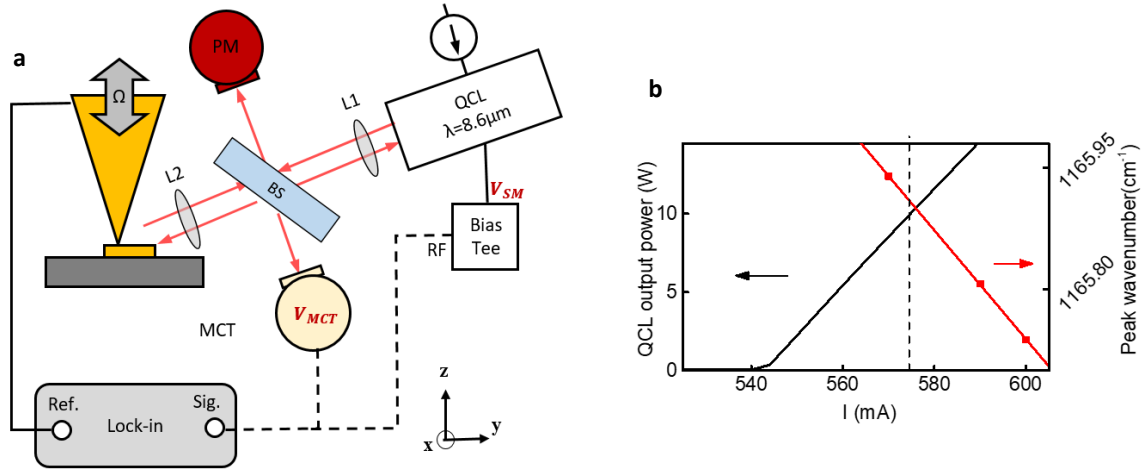 a
Ω
PM
L1
QCL
λ=8.6µm
L2
BS
V_SM
RF
Bias
Tee
MCT
V_MCT
Ref.
Lock-in
Sig.
z
x
y
b
QCL output power (W)
10
5
0
540
560
580
600
I (mA)
1165.95
1165.80
Peak wavenumber(cm⁻¹)